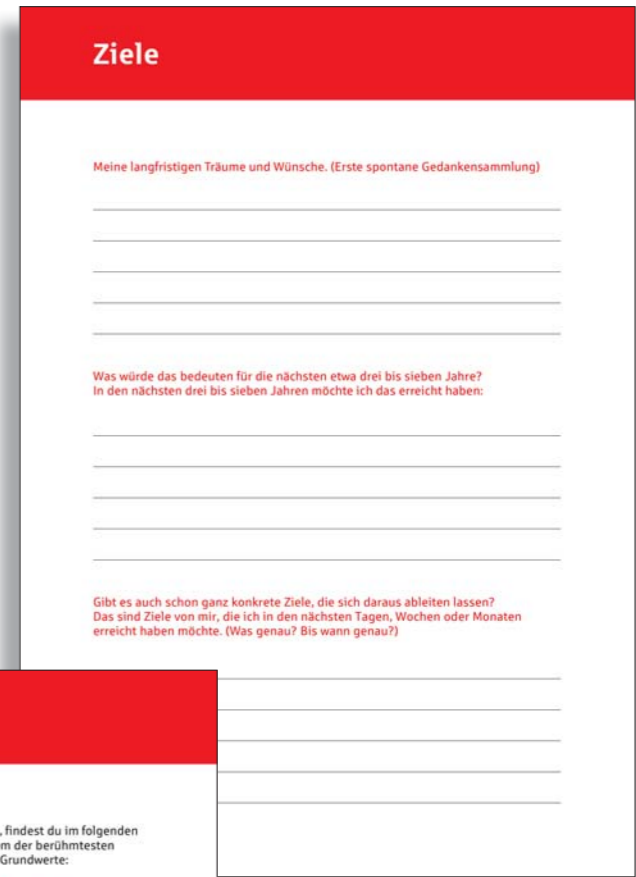 Ziele
Meine langfristigen Träume und Wünsche. (Erste spontane Gedankensammlung)
Was würde das bedeuten für die nächsten etwa drei bis sieben Jahre?
In den nächsten drei bis sieben Jahren möchte ich das erreicht haben:
Gibt es auch schon ganz konkrete Ziele, die sich daraus ableiten lassen?
Das sind Ziele von mir, die ich in den nächsten Tagen, Wochen oder Monaten
erreicht haben möchte. (Was genau? Bis wann genau?)
, findest du im folgenden
m der berühmtesten
Grundwerte: